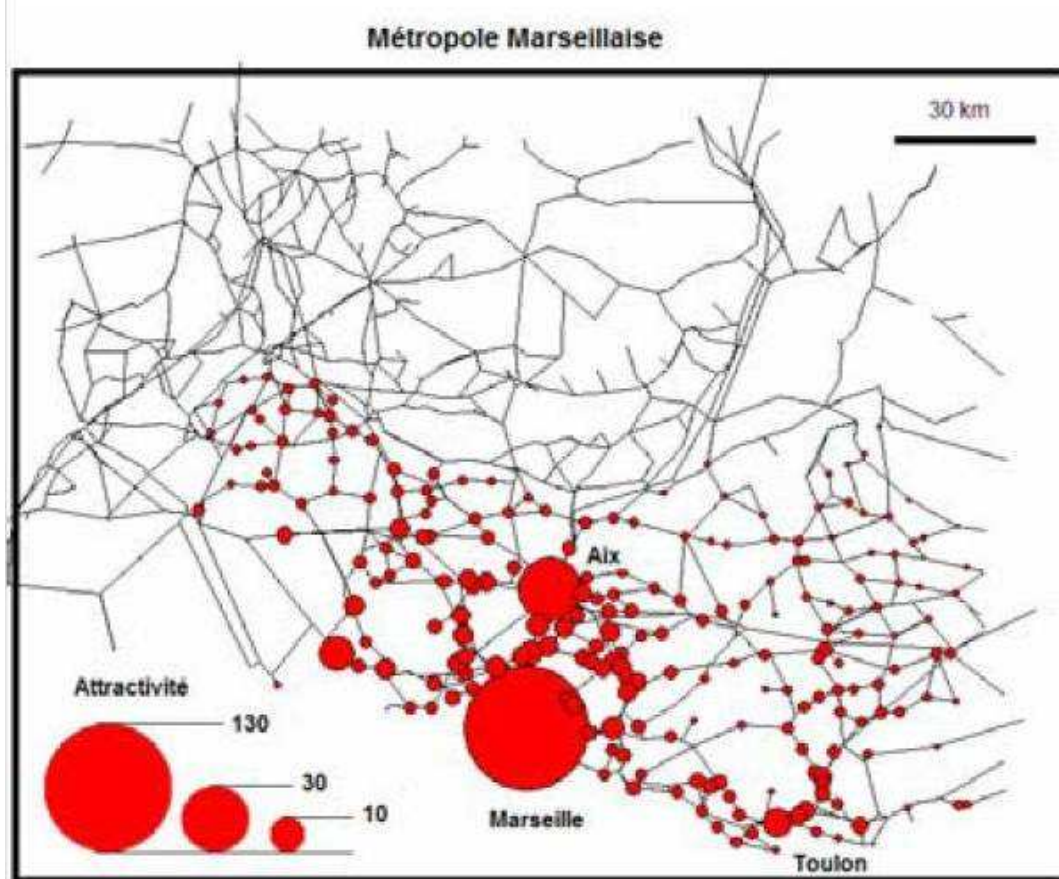 Métropole Marseillaise
30 km
Aix
Attractivité
130
30
10
Marseille
Toulon